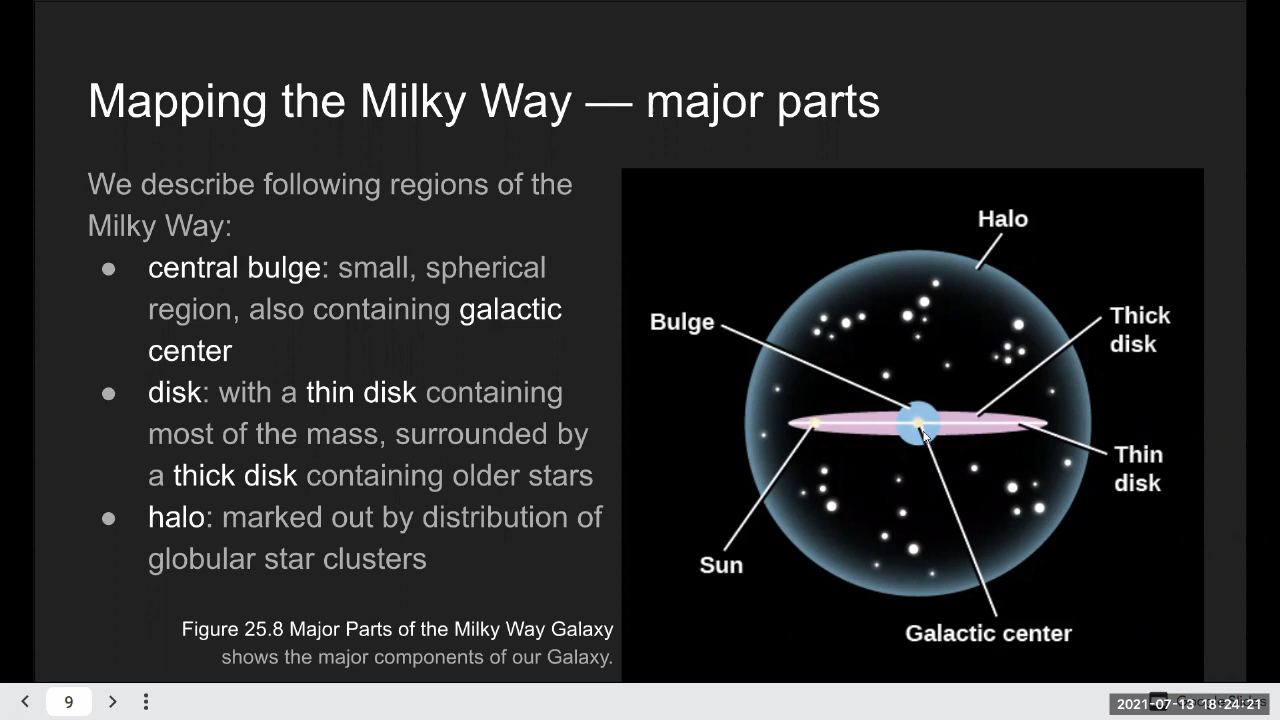 Mapping the Milky Way — major parts
We describe following regions of the
Milky Way:
● central bulge: small, spherical
region, also containing galactic
center
● disk: with a thin disk containing
most of the mass, surrounded by
a thick disk containing older stars
● halo: marked out by distribution of
globular star clusters
Figure 25.8 Major Parts of the Milky Way Galaxy
shows the major components of our Galaxy.
Halo
Bulge
Thick
disk
Thin
disk
Sun
Galactic center
9
2021-07-13 18:24:21